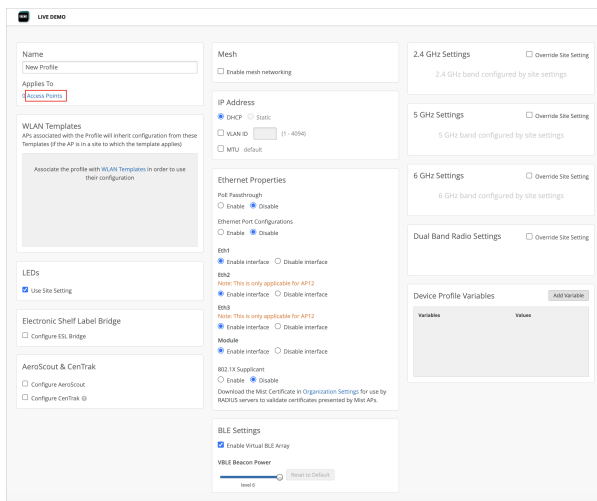 LIVE DEMO
Name
New Profile
Applies To
0 Access Points
WLAN Templates
APs associated with the Profile will inherit configuration from these
Templates (if the AP is in a site to which the template applies)
Associate the profile with WLAN Templates in order to use
their configuration
LEDs
Use Site Setting
Electronic Shelf Label Bridge
Configure ESL Bridge
AeroScout & CenTrak
Configure AeroScout
Configure CenTrak
Mesh
Enable mesh networking
IP Address
DHCP Static
VLAN ID (1 - 4094)
MTU default
Ethernet Properties
PoE Passthrough
Enable Disable
Ethernet Port Configurations
Enable Disable
Eth1
Enable interface Disable interface
Eth2
Note: This is only applicable for AP12
Enable interface Disable interface
Eth3
Note: This is only applicable for AP12
Enable interface Disable interface
Module
Enable interface Disable interface
802.1X Supplicant
Enable Disable
Download the Mist Certificate in Organization Settings for use by
RADIUS servers to validate certificates presented by Mist APs.
BLE Settings
Enable Virtual BLE Array
VBLE Beacon Power
Reset to Default
level 6
2.4 GHz Settings Override Site Setting
2.4 GHz band configured by site settings
5 GHz Settings Override Site Setting
5 GHz band configured by site settings
6 GHz Settings Override Site Setting
6 GHz band configured by site settings
Dual Band Radio Settings Override Site Setting
Device Profile Variables Add Variable
Variables Values